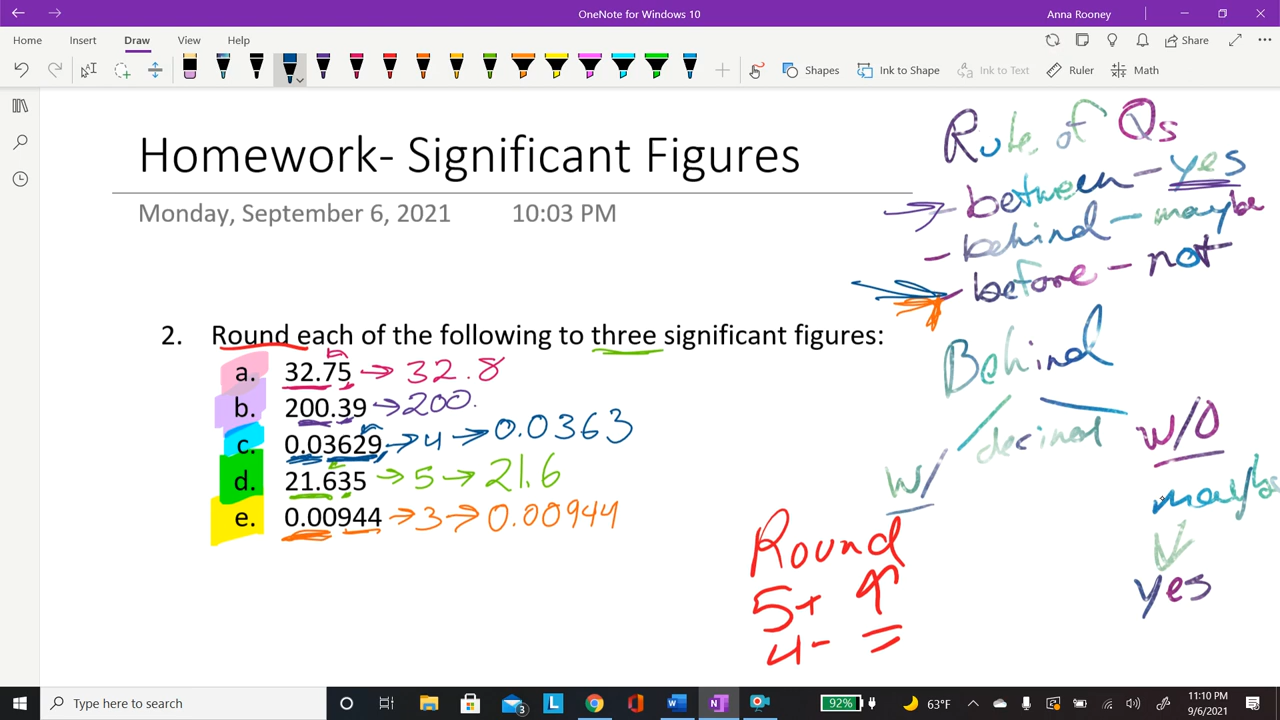 OneNote for Windows 10
Anna Rooney
Home Insert Draw View Help
Share
Shapes Ink to Shape Ink to Text Ruler Math
Homework- Significant Figures
Monday, September 6, 2021 10:03 PM
2. Round each of the following to three significant figures:
a. 32.75 → 32.8
b. 200.39 → 200.
c. 0.03629 → 4 → 0.0363
d. 21.635 → 5 → 21.6
e. 0.00944 → 3 → 0.00944
Rule of Os
→ - between - yes
- behind - maybe
- before - not
Behind
decimal
W/
W/O
maybe
↓
yes
Round
5+ ↑
4- =
Type here to search
3
92%
63°F
11:10 PM
9/6/2021